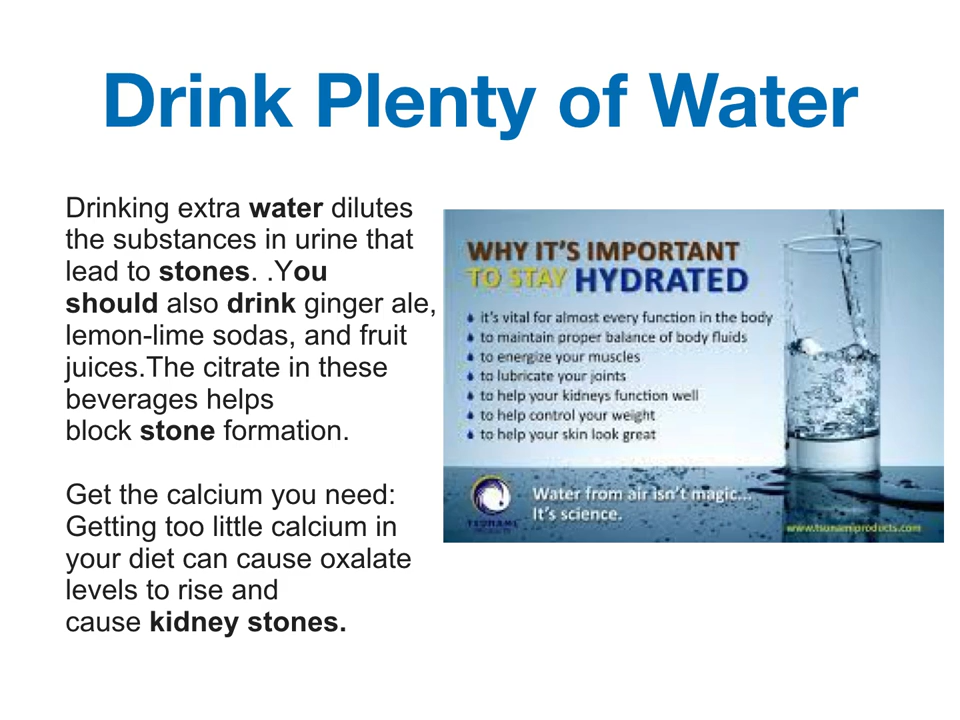 Drink Plenty of Water
Drinking extra water dilutes
the substances in urine that
lead to stones. .You
should also drink ginger ale,
lemon-lime sodas, and fruit
juices.The citrate in these
beverages helps
block stone formation.
Get the calcium you need:
Getting too little calcium in
your diet can cause oxalate
levels to rise and
cause kidney stones.
WHY IT'S IMPORTANT
TO STAY HYDRATED
it's vital for almost every function in the body
to maintain proper balance of body fluids
to energize your muscles
to lubricate your joints
to help your kidneys function well
to help control your weight
to help your skin look great
TSUNAMI
PRODUCTS
Water from air isn't magic...
It's science.
www.tsunamiproducts.com